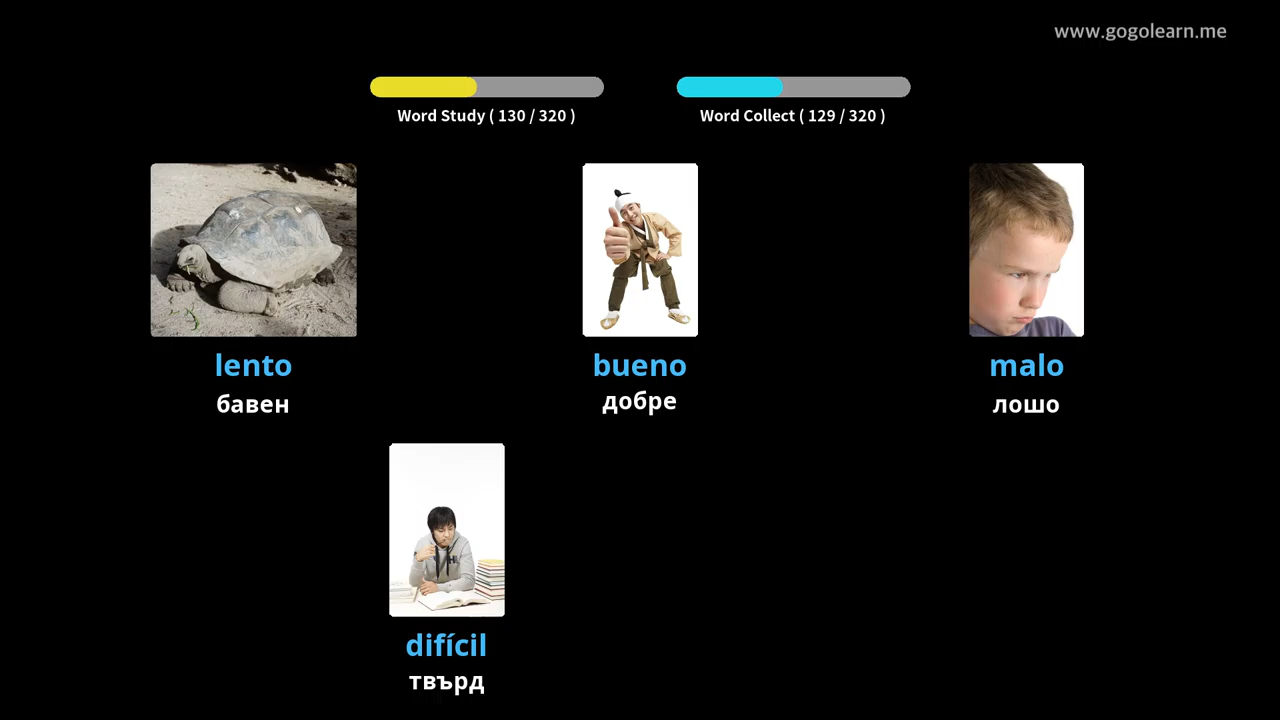 www.gogolearn.me
Word Study ( 130 / 320 )
Word Collect ( 129 / 320 )
lento
бавен
bueno
добре
malo
лошо
difícil
твърд